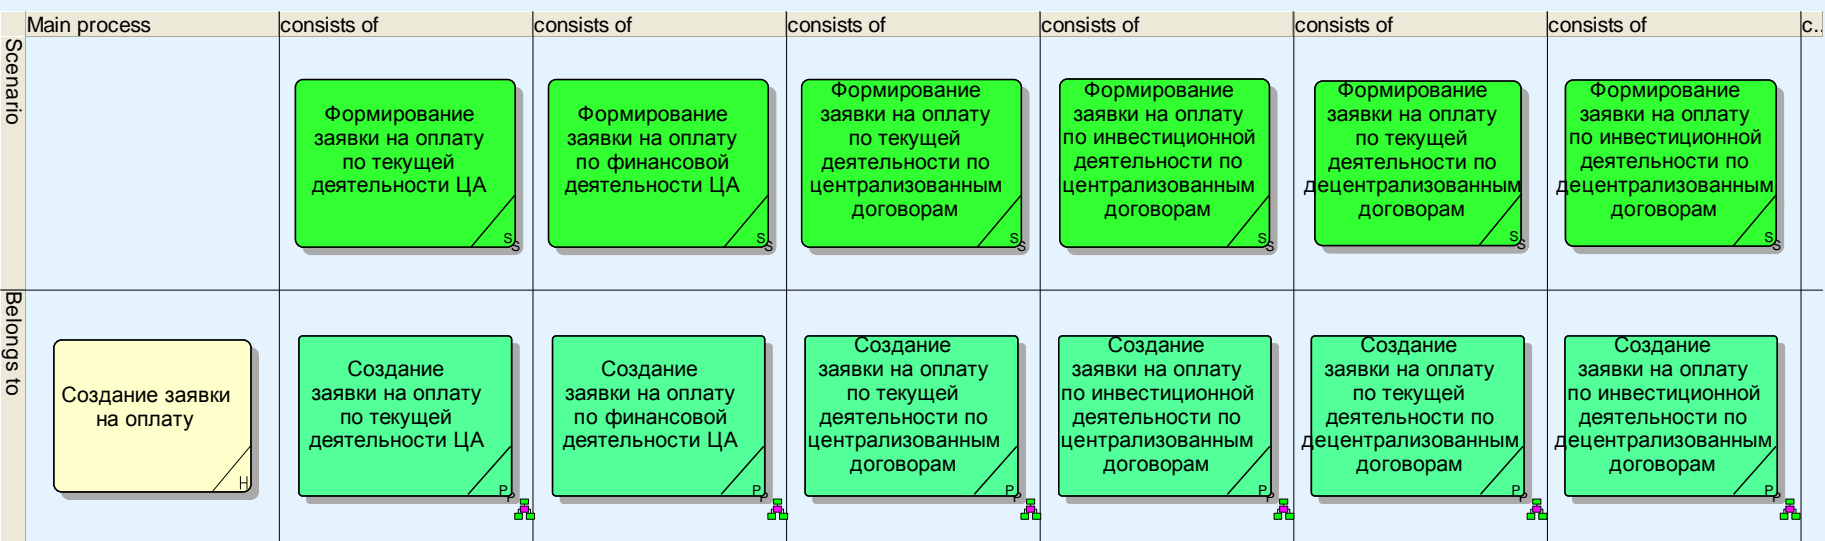 Main process
consists of
consists of
consists of
consists of
consists of
consists of
c..
Scenario
Формирование
заявки на оплату
по текущей
деятельности ЦА
S
S
Формирование
заявки на оплату
по финансовой
деятельности ЦА
S
S
Формирование
заявки на оплату
по текущей
деятельности по
централизованным
договорам
S
S
Формирование
заявки на оплату
по инвестиционной
деятельности по
централизованным
договорам
S
S
Формирование
заявки на оплату
по текущей
деятельности по
децентрализованным
договорам
S
S
Формирование
заявки на оплату
по инвестиционной
деятельности по
децентрализованным
договорам
S
S
Belongs to
Создание заявки
на оплату
H
Создание
заявки на оплату
по текущей
деятельности ЦА
P
P
Создание
заявки на оплату
по финансовой
деятельности ЦА
P
P
Создание
заявки на оплату
по текущей
деятельности по
централизованным
договорам
P
P
Создание
заявки на оплату
по инвестиционной
деятельности по
централизованным
договорам
P
P
Создание
заявки на оплату
по текущей
деятельности по
децентрализованным
договорам
P
P
Создание
заявки на оплату
по инвестиционной
деятельности по
децентрализованным
договорам
P
P